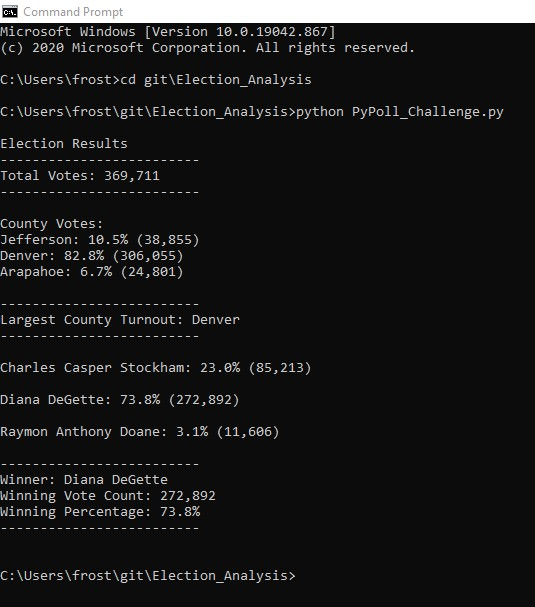 Command Prompt
Microsoft Windows [Version 10.0.19042.867]
(c) 2020 Microsoft Corporation. All rights reserved.
C:\Users\frost>cd git\Election_Analysis
C:\Users\frost\git\Election_Analysis>python PyPoll_Challenge.py
Election Results
-------------------------
Total Votes: 369,711
-------------------------
County Votes:
Jefferson: 10.5% (38,855)
Denver: 82.8% (306,055)
Arapahoe: 6.7% (24,801)
-------------------------
Largest County Turnout: Denver
-------------------------
Charles Casper Stockham: 23.0% (85,213)
Diana DeGette: 73.8% (272,892)
Raymon Anthony Doane: 3.1% (11,606)
-------------------------
Winner: Diana DeGette
Winning Vote Count: 272,892
Winning Percentage: 73.8%
-------------------------
C:\Users\frost\git\Election_Analysis>